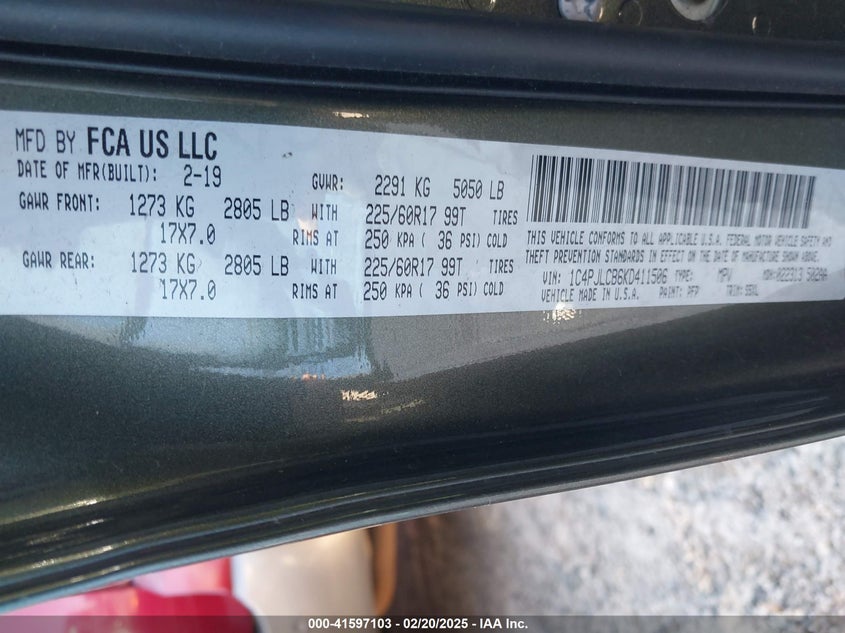 MFD BY FCA US LLC
DATE OF MFR(BUILT): 2-19 GVWR: 2291 KG 5050 LB
GAWR FRONT: 1273 KG 2805 LB WITH 225/60R17 99T TIRES
17X7.0 RIMS AT 250 KPA ( 36 PSI) COLD
GAWR REAR: 1273 KG 2805 LB WITH 225/60R17 99T TIRES
17X7.0 RIMS AT 250 KPA ( 36 PSI) COLD
THIS VEHICLE CONFORMS TO ALL APPLICABLE U.S.A. FEDERAL MOTOR VEHICLE SAFETY AND
THEFT PREVENTION STANDARDS IN EFFECT ON THE DATE OF MANUFACTURE SHOWN ABOVE.
VIN: 1C4PJLCB6KD411506 TYPE: MPV MDH: 022313 502AA
VEHICLE MADE IN U.S.A. PAINT: PFP TRIM:
000-41597103 - 02/20/2025 - IAA Inc.